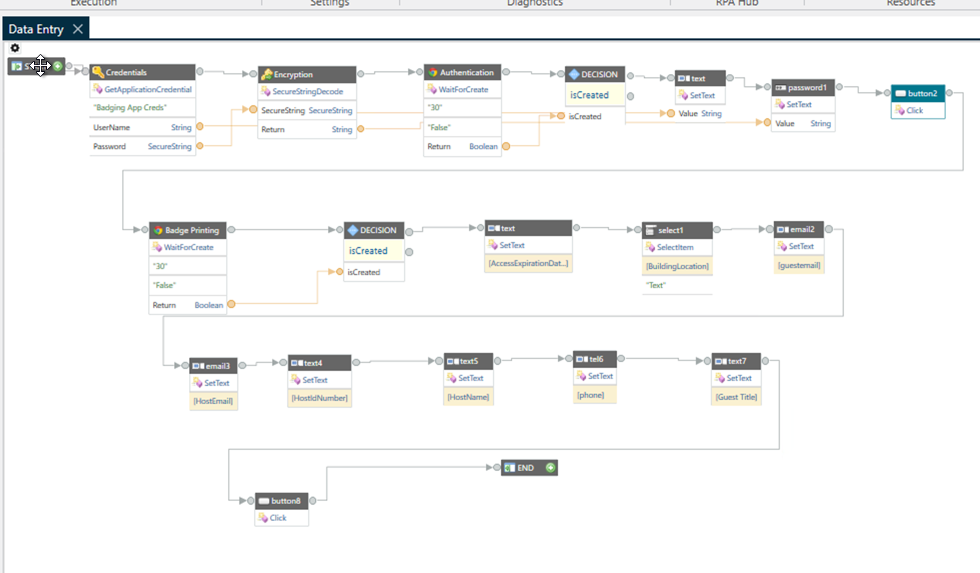 Execution Settings Diagnostics RPA Hub Resources
Data Entry
Credentials
GetApplicationCredential
"Badging App Creds"
UserName String
Password SecureString
Encryption
SecureStringDecode
SecureString SecureString
Return String
Authentication
WaitForCreate
"30"
"False"
Return Boolean
DECISION
isCreated
isCreated
text
SetText
Value String
password1
SetText
Value String
button2
Click
Badge Printing
WaitForCreate
"30"
"False"
Return Boolean
DECISION
isCreated
isCreated
text
SetText
[AccessExpirationDat...]
select1
SelectItem
[BuildingLocation]
"Text"
email2
SetText
[guestemail]
email3
SetText
[HostEmail]
text4
SetText
[HostIdNumber]
text5
SetText
[HostName]
tel6
SetText
[phone]
text7
SetText
[Guest Title]
button8
Click
END